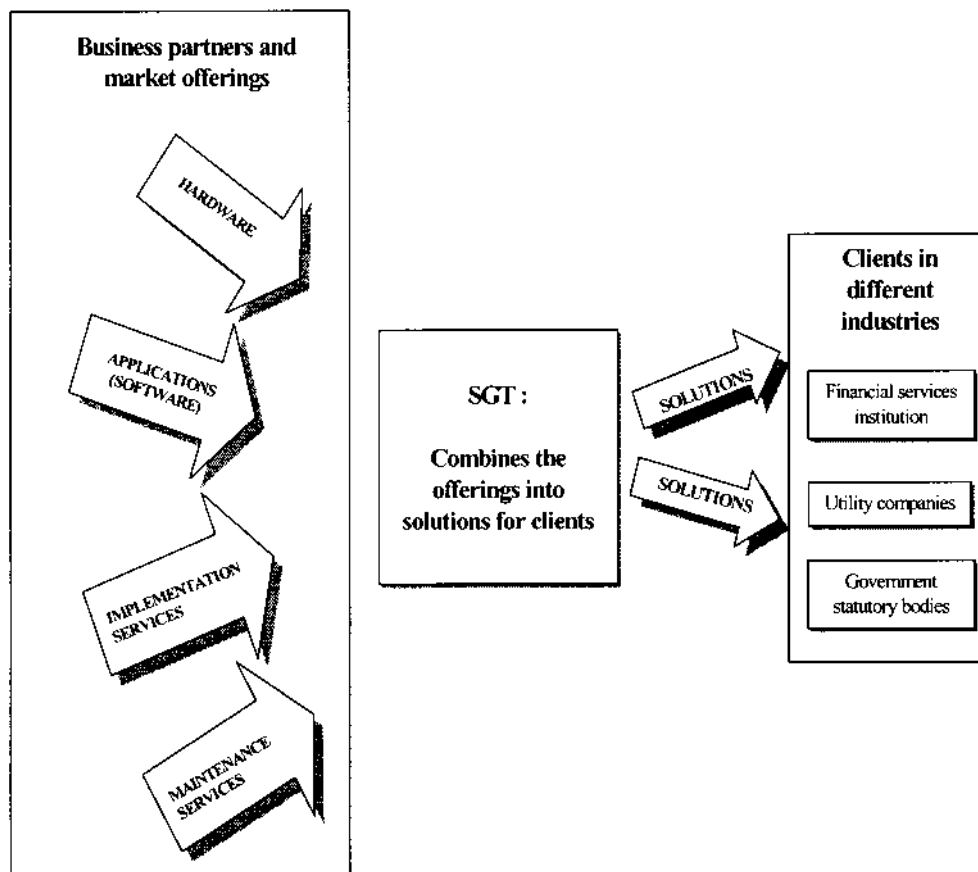 Business partners and
market offerings
HARDWARE
APPLICATIONS
(SOFTWARE)
IMPLEMENTATION
SERVICES
MAINTENANCE
SERVICES
SGT :
Combines the
offerings into
solutions for clients
SOLUTIONS
SOLUTIONS
Clients in
different
industries
Financial services
institution
Utility companies
Government
statutory bodies